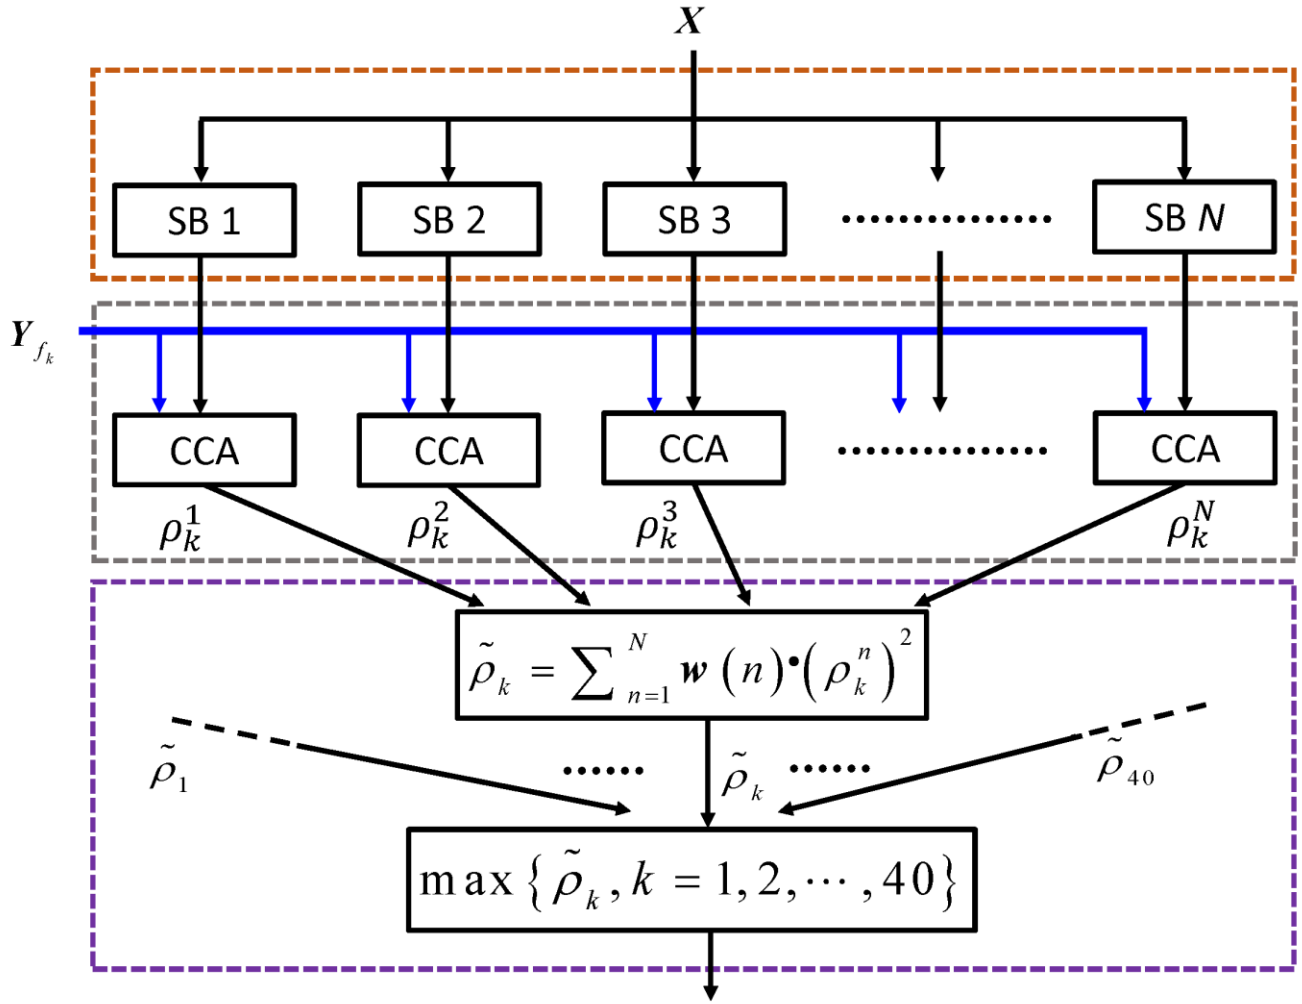 X
SB 1 SB 2 SB 3 ............... SB N
Y_{f_k}
CCA CCA CCA ............... CCA
ρ_k^1 ρ_k^2 ρ_k^3 ρ_k^N
ρ̃_k = ∑_{n=1}^N w(n)•(ρ_k^n)^2
ρ̃_1 ...... ρ̃_k ...... ρ̃_{40}
max{ρ̃_k, k = 1, 2, ⋯, 40}